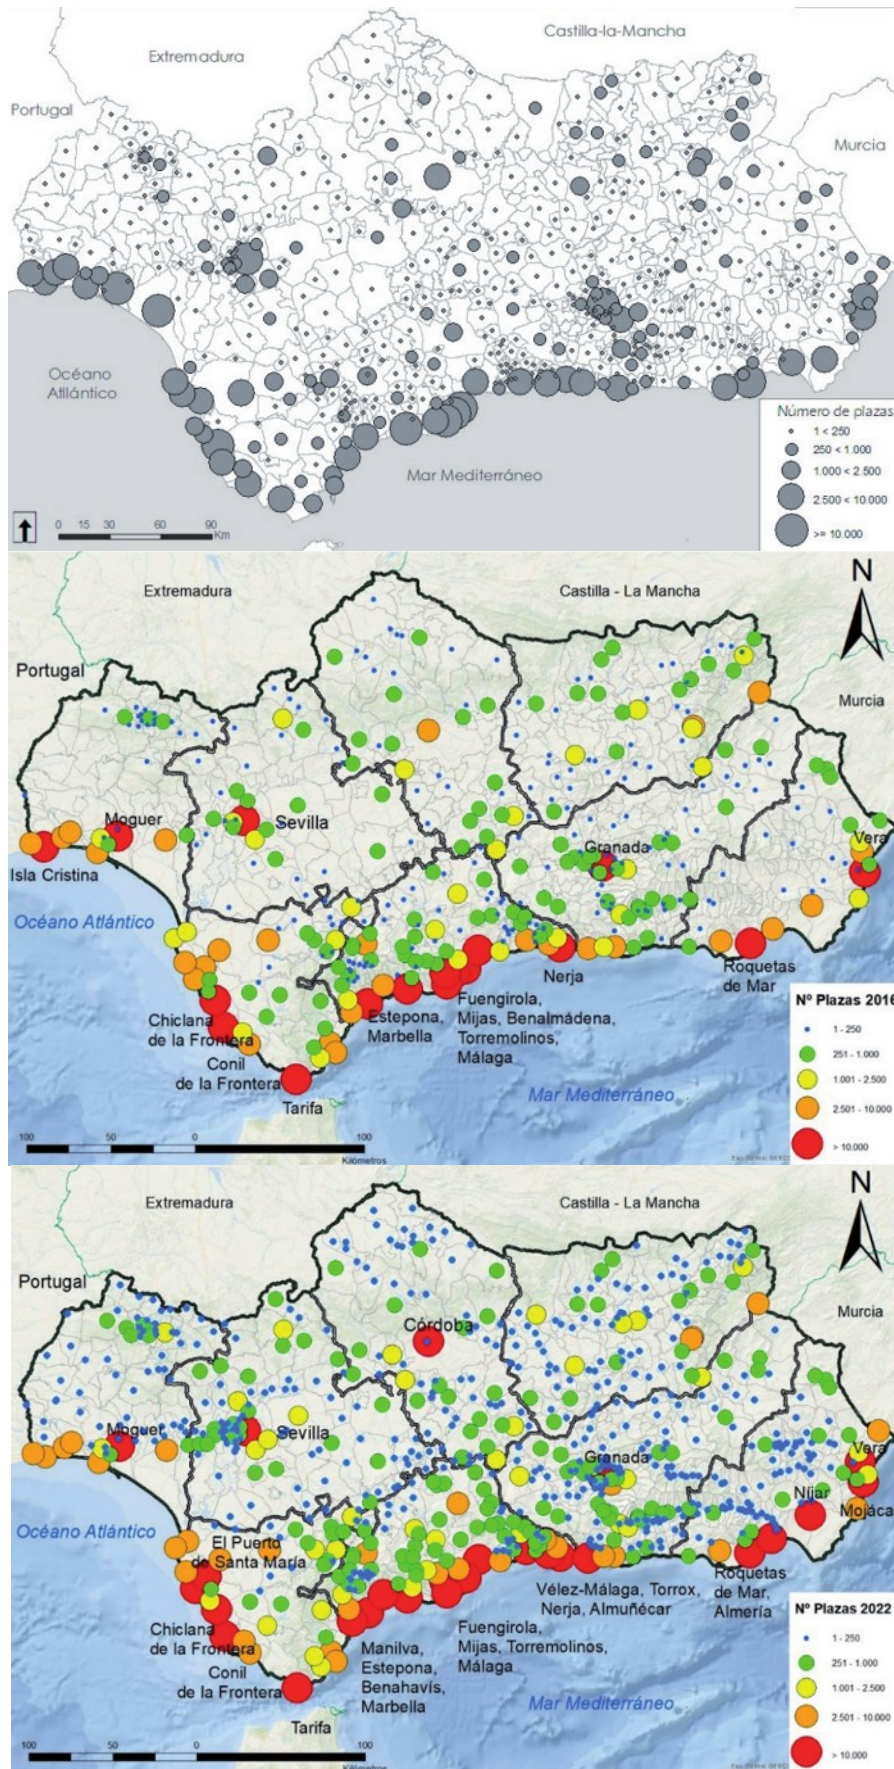 Extremadura
Castilla-la-Mancha
Portugal
Murcia
Océano
Atllántico
Mar Mediterráneo
Número de plazas
1 < 250
250 < 1.000
1.000 < 2.500
2.500 < 10.000
>= 10.000
0 15 30 60 90
Km
Extremadura
Castilla - La Mancha
N
Portugal
Murcia
Moguer
Sevilla
Granada
Vera
Isla Cristina
Océano Atlántico
Nerja
Roquetas
de Mar
Chiclana
de la Frontera
Estepona,
Marbella
Fuengirola,
Mijas, Benalmádena,
Torremolinos,
Málaga
Conil
de la Frontera
Tarifa
Mar Mediterráneo
Nº Plazas 2016
1 - 250
251 - 1.000
1.001 - 2.500
2.501 - 10.000
> 10.000
100 50 0 100
Kilómetros
Extremadura
Castilla - La Mancha
N
Portugal
Murcia
Córdoba
Moguer
Sevilla
Granada
Vera
Níjar
Mojácar
Océano Atlántico
El Puerto
de Santa María
Roquetas
de Mar,
Almería
Vélez-Málaga, Torrox,
Nerja, Almuñécar
Chiclana
de la Frontera
Fuengirola,
Mijas, Torremolinos,
Málaga
Manilva,
Estepona,
Benahavís,
Marbella
Conil
de la Frontera
Tarifa
Mar Mediterráneo
Nº Plazas 2022
1 - 250
251 - 1.000
1.001 - 2.500
2.501 - 10.000
> 10.000
100 50 0 100
Kilómetros